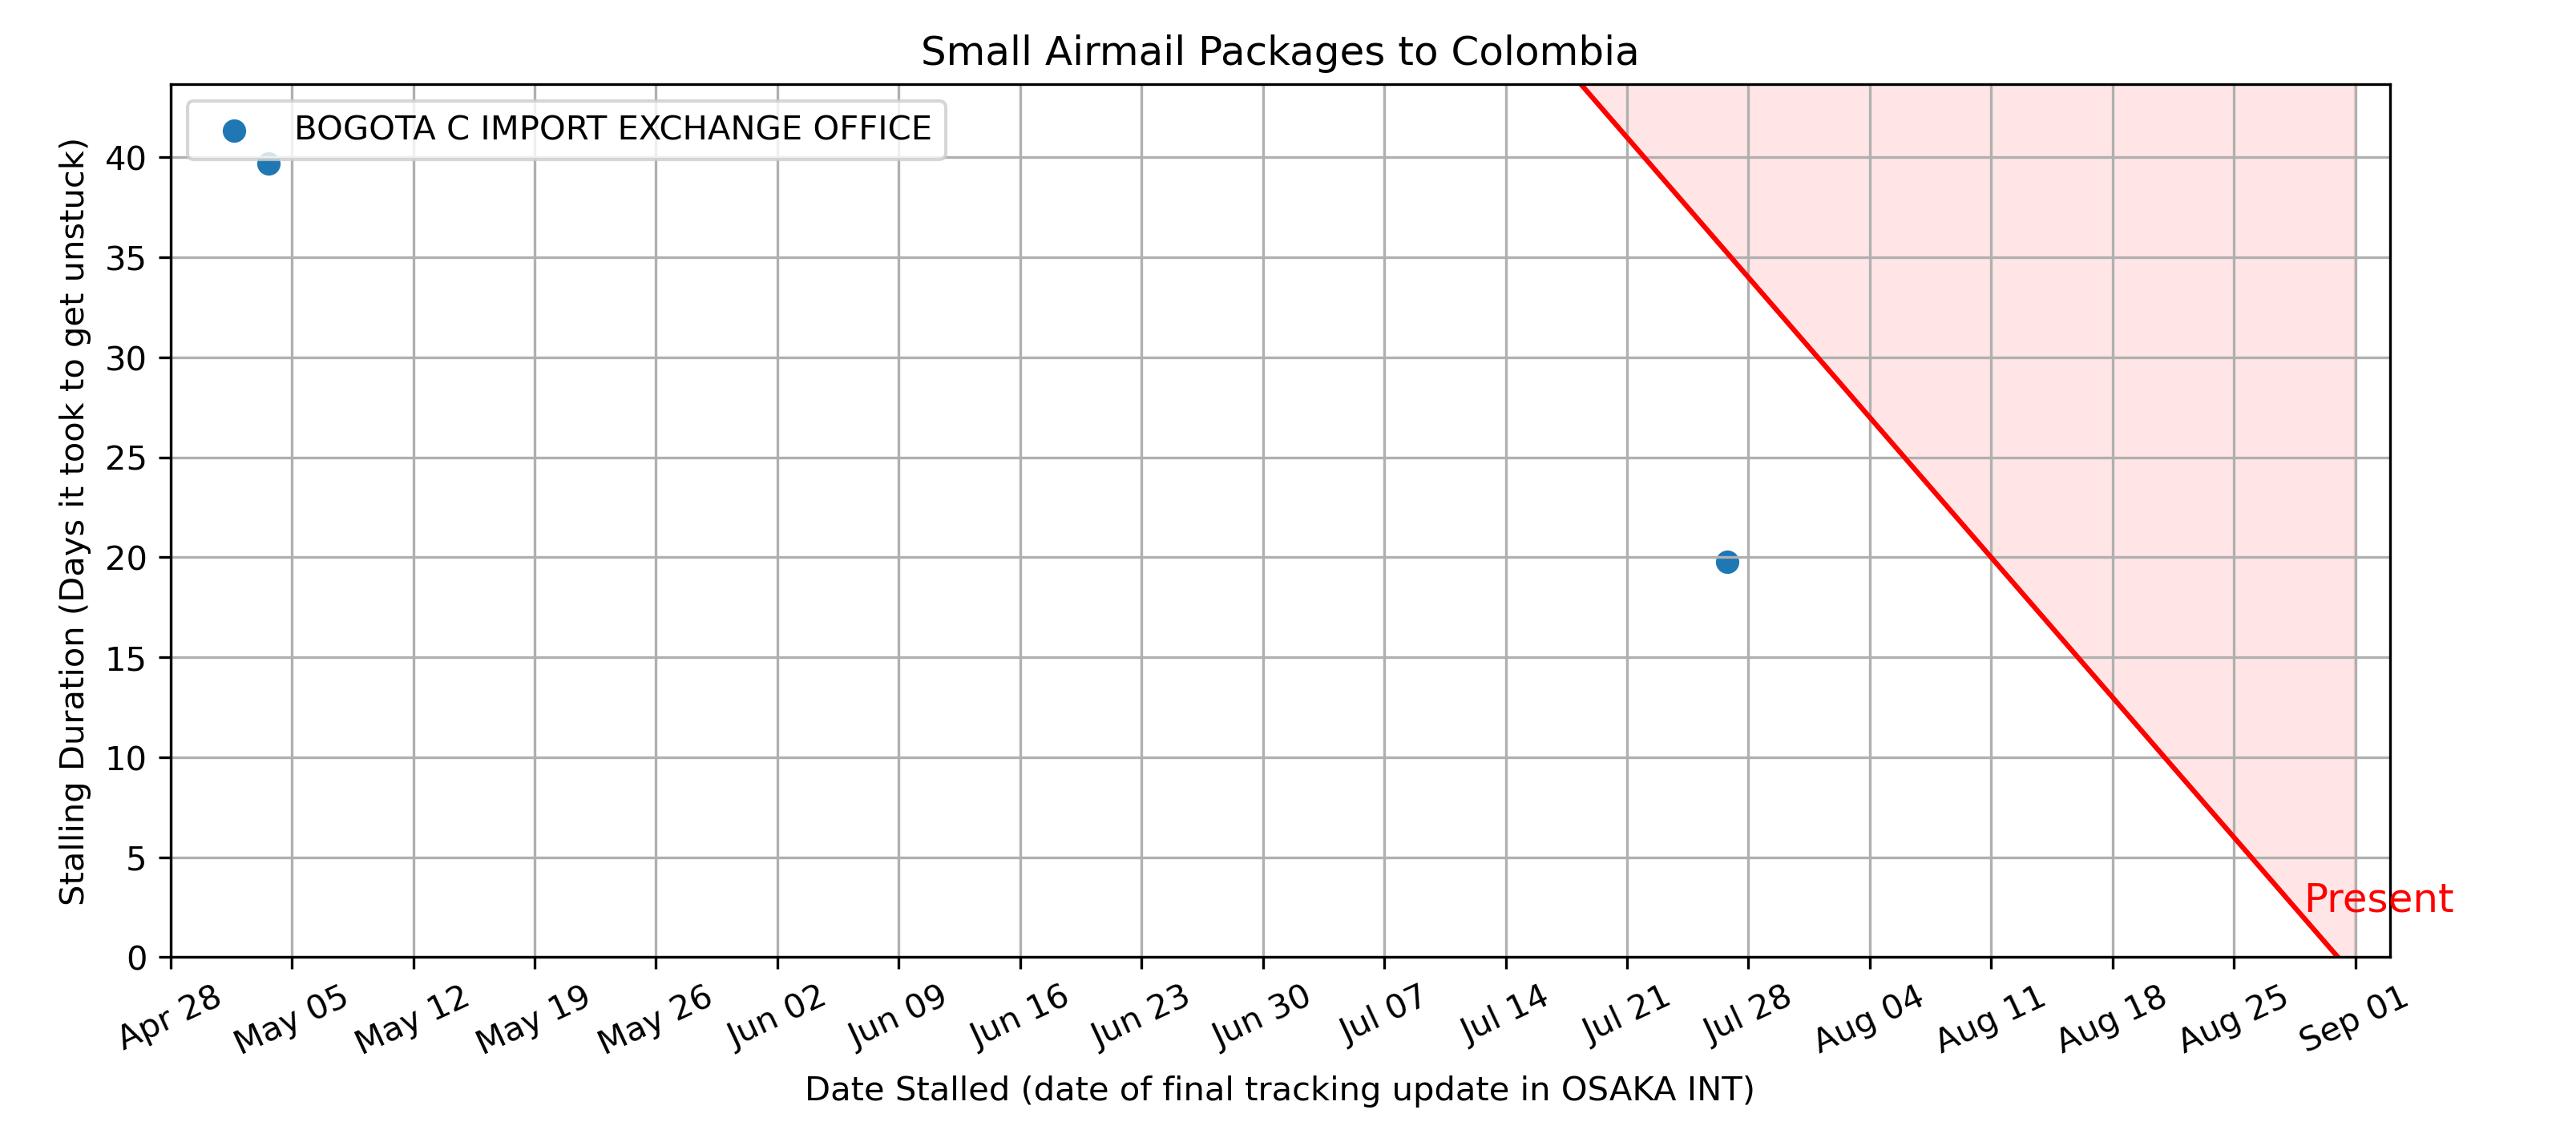 Small Airmail Packages to Colombia
BOGOTA C IMPORT EXCHANGE OFFICE
Stalling Duration (Days it took to get unstuck)
40
35
30
25
20
15
10
5
0
Present
Apr 28
May 05
May 12
May 19
May 26
Jun 02
Jun 09
Jun 16
Jun 23
Jun 30
Jul 07
Jul 14
Jul 21
Jul 28
Aug 04
Aug 11
Aug 18
Aug 25
Sep 01
Date Stalled (date of final tracking update in OSAKA INT)